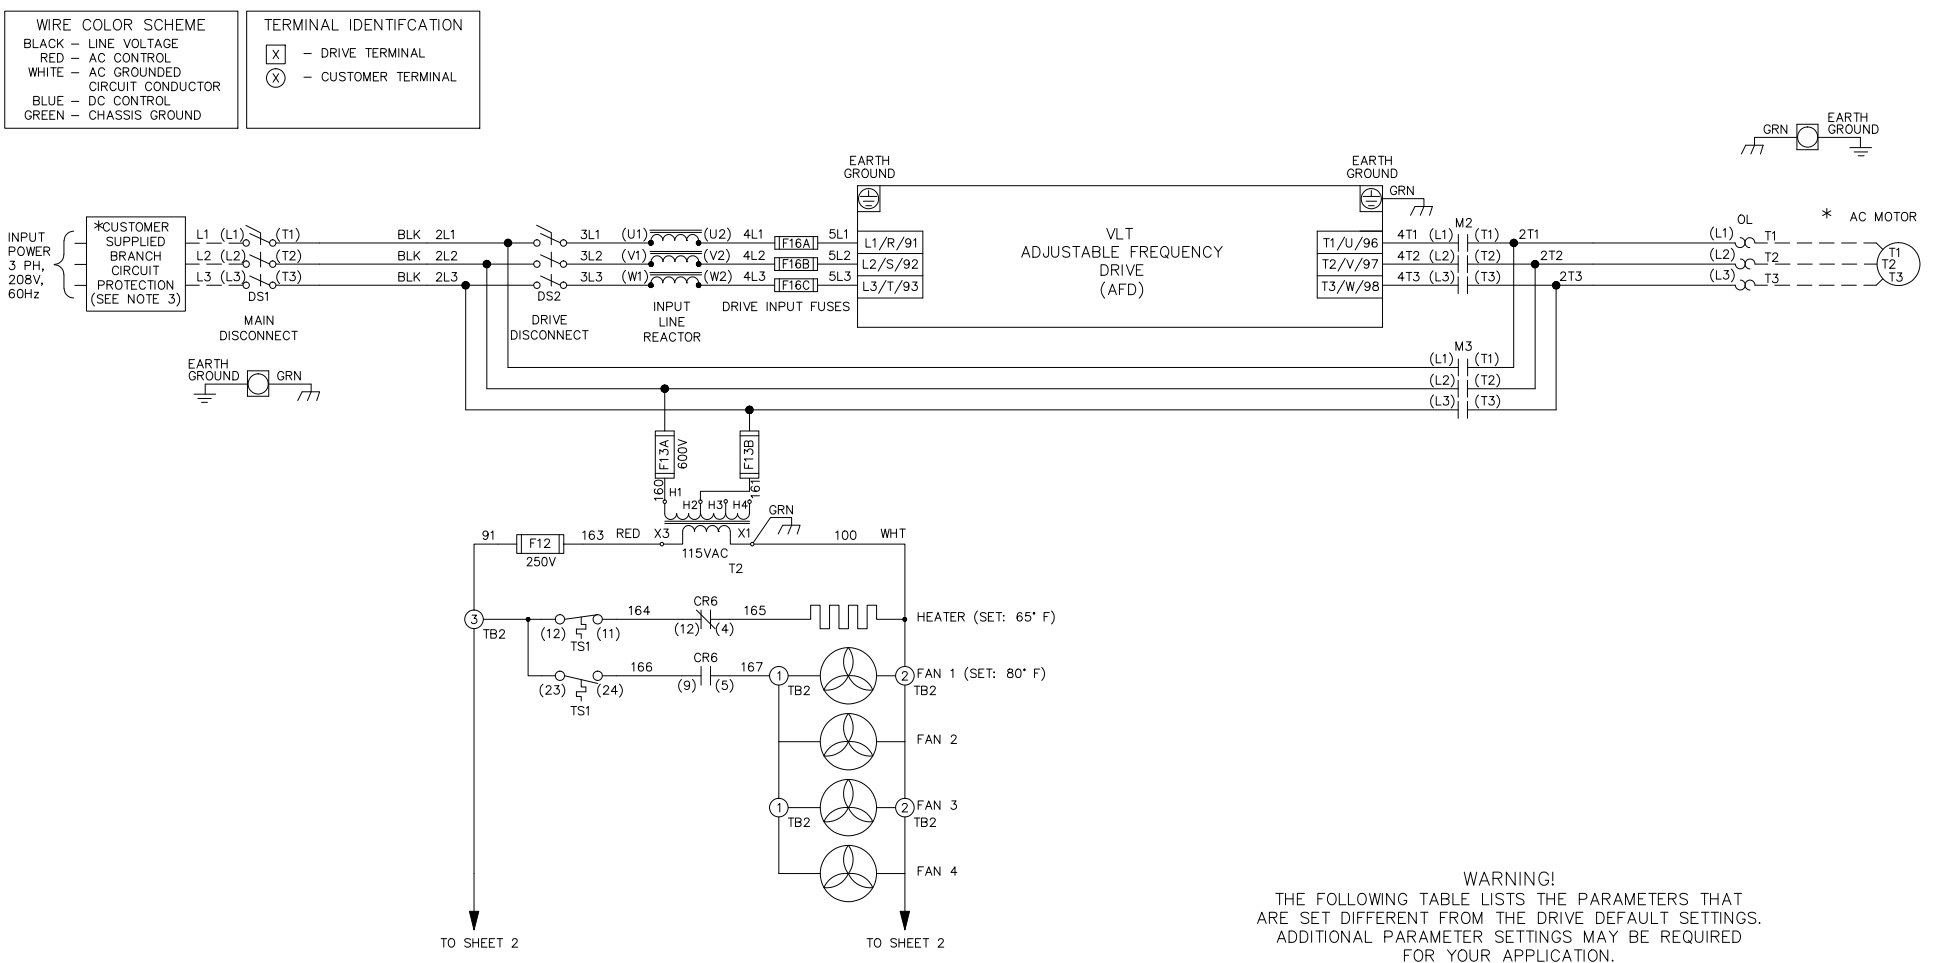 WIRE COLOR SCHEME
BLACK – LINE VOLTAGE
RED – AC CONTROL
WHITE – AC GROUNDED
CIRCUIT CONDUCTOR
BLUE – DC CONTROL
GREEN – CHASSIS GROUND
TERMINAL IDENTIFCATION
X – DRIVE TERMINAL
X – CUSTOMER TERMINAL
GRN
EARTH
GROUND
INPUT
POWER
3 PH,
208V,
60Hz
*CUSTOMER
SUPPLIED
BRANCH
CIRCUIT
PROTECTION
(SEE NOTE 3)
L1 (L1) (T1)
L2 (L2) (T2)
L3 (L3) (T3)
DS1
MAIN
DISCONNECT
BLK 2L1
BLK 2L2
BLK 2L3
DS2
DRIVE
DISCONNECT
3L1 (U1) (U2) 4L1
3L2 (V1) (V2) 4L2
3L3 (W1) (W2) 4L3
INPUT
LINE
REACTOR
F16A 5L1
F16B 5L2
F16C 5L3
DRIVE INPUT FUSES
EARTH
GROUND
L1/R/91
L2/S/92
L3/T/93
VLT
ADJUSTABLE FREQUENCY
DRIVE
(AFD)
EARTH
GROUND
GRN
T1/U/96
T2/V/97
T3/W/98
M2
4T1 (L1) (T1) 2T1
4T2 (L2) (T2) 2T2
4T3 (L3) (T3) 2T3
OL
(L1) T1
(L2) T2
(L3) T3
* AC MOTOR
T1
T2
T3
M3
(L1) (T1)
(L2) (T2)
(L3) (T3)
EARTH
GROUND
GRN
F13A
600V
F13B
160
161
H1
H2 H3 H4
GRN
91
F12
250V
163 RED X3
X1
115VAC
T2
100 WHT
3
TB2
(12) (11)
TS1
164
CR6
(12) (4)
165
HEATER (SET: 65° F)
(23) (24)
TS1
166
CR6
(9) (5)
167
1
TB2
2
TB2
FAN 1 (SET: 80° F)
FAN 2
1
TB2
2
TB2
FAN 3
FAN 4
TO SHEET 2
TO SHEET 2
WARNING!
THE FOLLOWING TABLE LISTS THE PARAMETERS THAT
ARE SET DIFFERENT FROM THE DRIVE DEFAULT SETTINGS.
ADDITIONAL PARAMETER SETTINGS MAY BE REQUIRED
FOR YOUR APPLICATION.